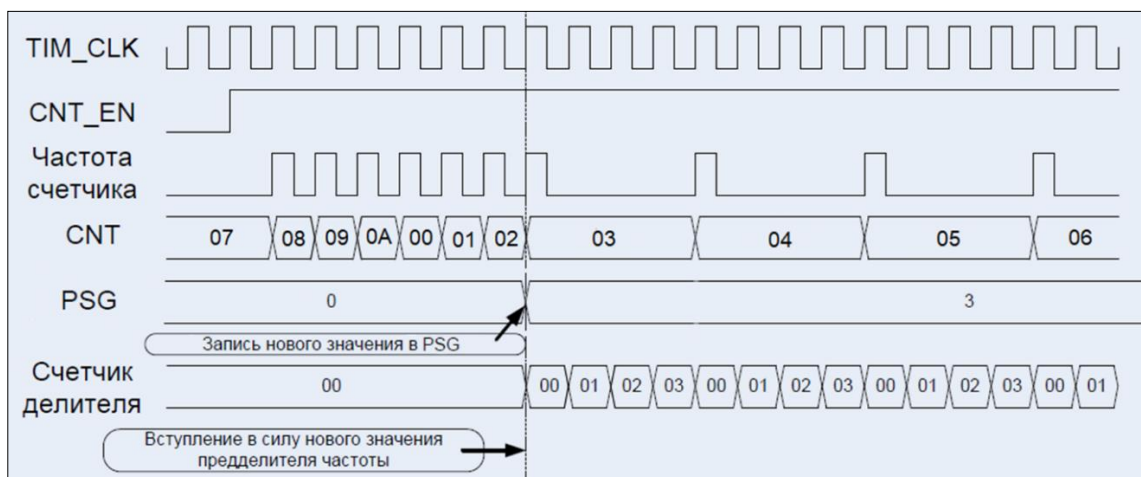 TIM_CLK
CNT_EN
Частота
счетчика
CNT
07 08 09 0A 00 01 02 03 04 05 06
PSG
0 3
Запись нового значения в PSG
Счетчик
делителя
00 00 01 02 03 00 01 02 03 00 01 02 03 00 01
Вступление в силу нового значения
предделителя частоты